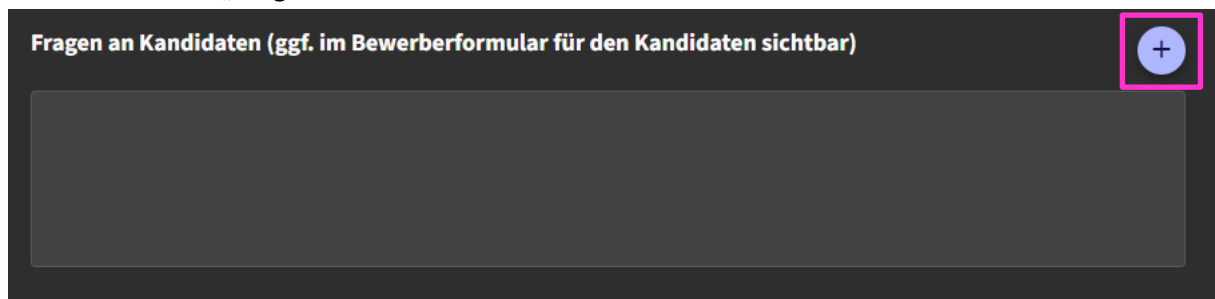 Fragen an Kandidaten (ggf. im Bewerberformular für den Kandidaten sichtbar)
+